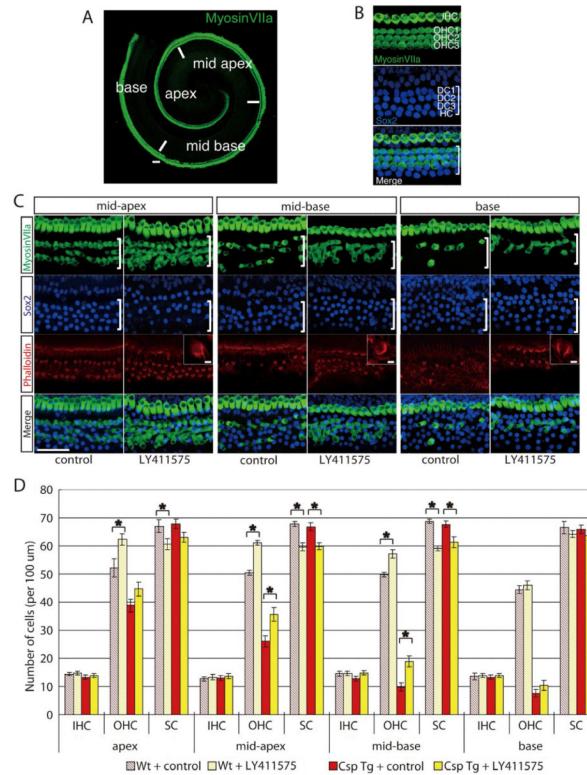 A
MyosinVIIa
mid apex
base
apex
mid base
B
IHC
OHC1
OHC2
OHC3
MyosinVIIa
DC1
DC2
DC3
HC
Sox2
Merge
C
mid-apex mid-base base
MyosinVIIa
Sox2
Phalloidin
Merge
control LY411575 control LY411575 control LY411575
D
Number of cells (per 100 um)
80
70
60
50
40
30
20
10
0
* * * * * * * * * *
IHC OHC SC IHC OHC SC IHC OHC SC IHC OHC SC
apex mid-apex mid-base base
Wt + control Wt + LY411575 Csp Tg + control Csp Tg + LY411575